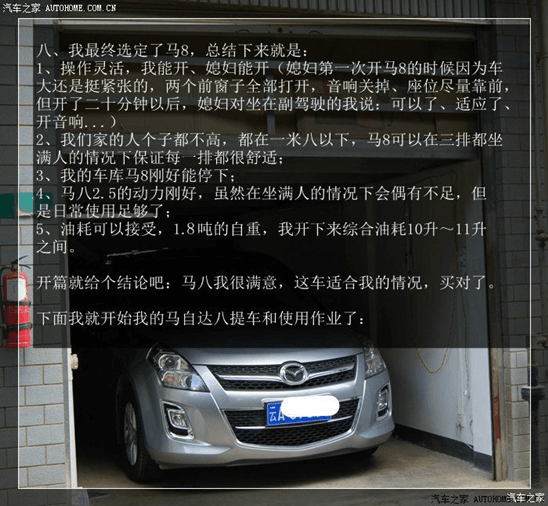 汽车之家 AUTOHOME.COM.CN
八、我最终选定了马8，总结下来就是：
1、操作灵活，我能开、媳妇能开（媳妇第一次开马8的时候因为车
大还是挺紧张的，两个前窗子全部打开，音响关掉、座位尽量靠前，
但开了二十分钟以后，媳妇对坐在副驾驶的我说：可以了、适应了、
开音响...）
2、我们家的人个子都不高，都在一米八以下，马8可以在三排都坐
满人的情况下保证每一排都很舒适；
3、我的车库马8刚好能停下；
4、马八2.5的动力刚好，虽然在坐满人的情况下会偶有不足，但
是日常使用足够了；
5、油耗可以接受，1.8吨的自重，我开下来综合油耗10升～11升
之间。
开篇就给个结论吧：马八我很满意，这车适合我的情况，买对了。
下面我就开始我的马自达八提车和使用作业了：
云A
汽车之家 汽车之家